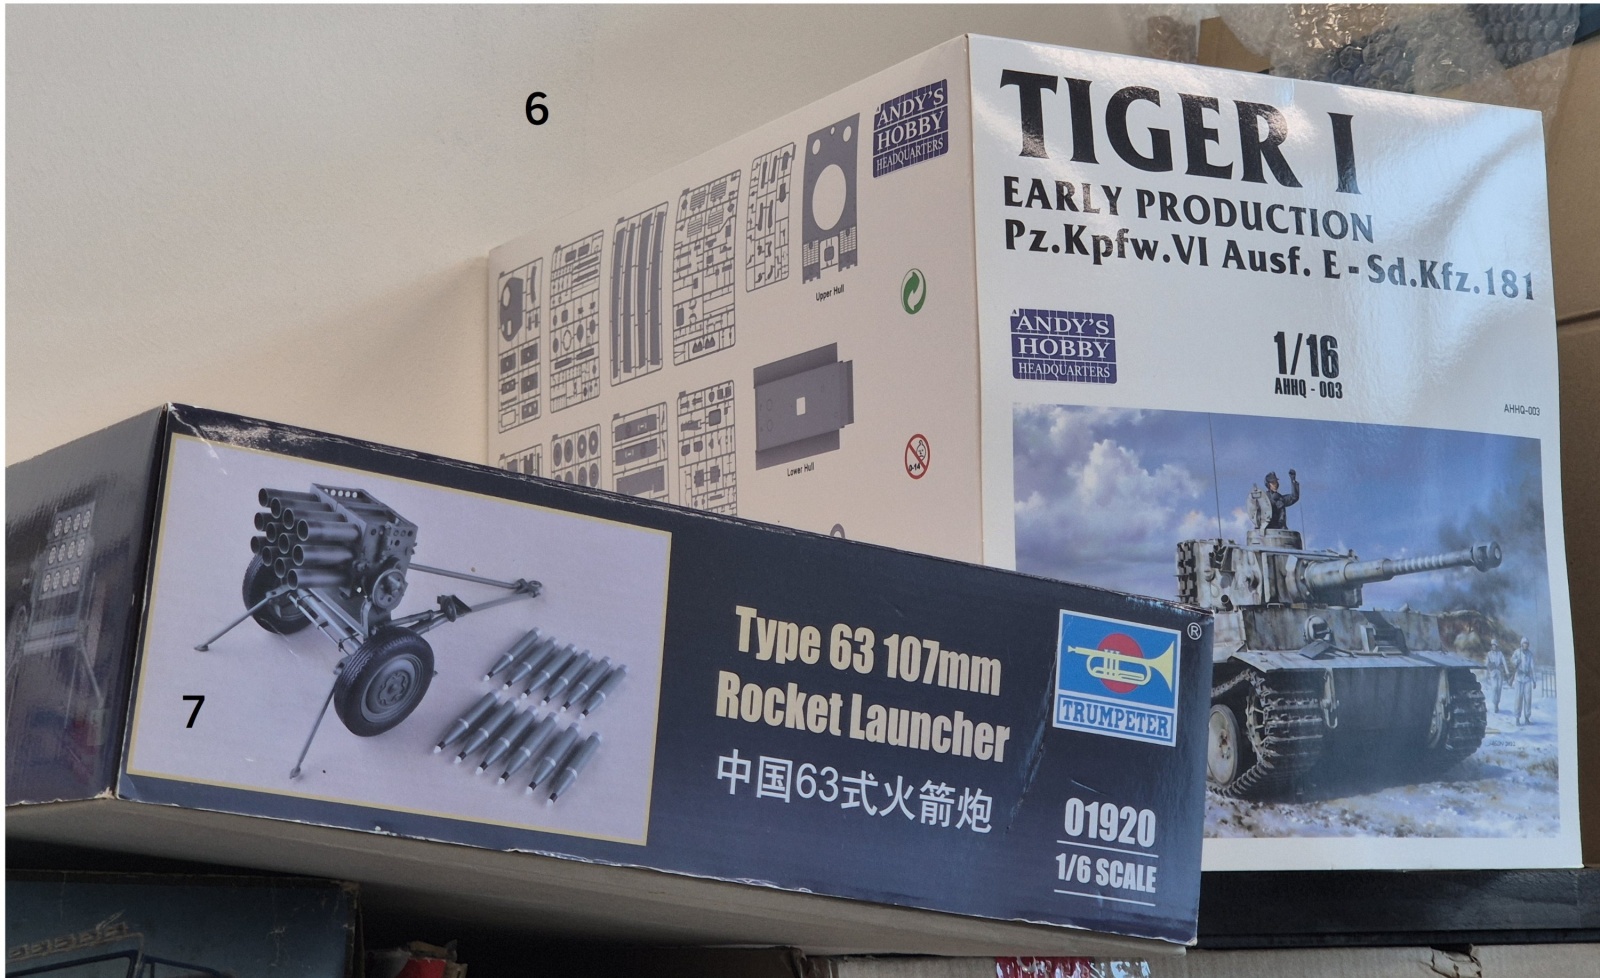 6
ANDY'S
HOBBY
HEADQUARTERS
Upper Hull
Lower Hull
0-14
TIGER I
EARLY PRODUCTION
Pz.Kpfw.VI Ausf. E - Sd.Kfz.181
ANDY'S
HOBBY
HEADQUARTERS
1/16
AHHQ - 003
AHHQ-003
7
Type 63 107mm
Rocket Launcher
中国63式火箭炮
®
TRUMPETER
01920
1/6 SCALE